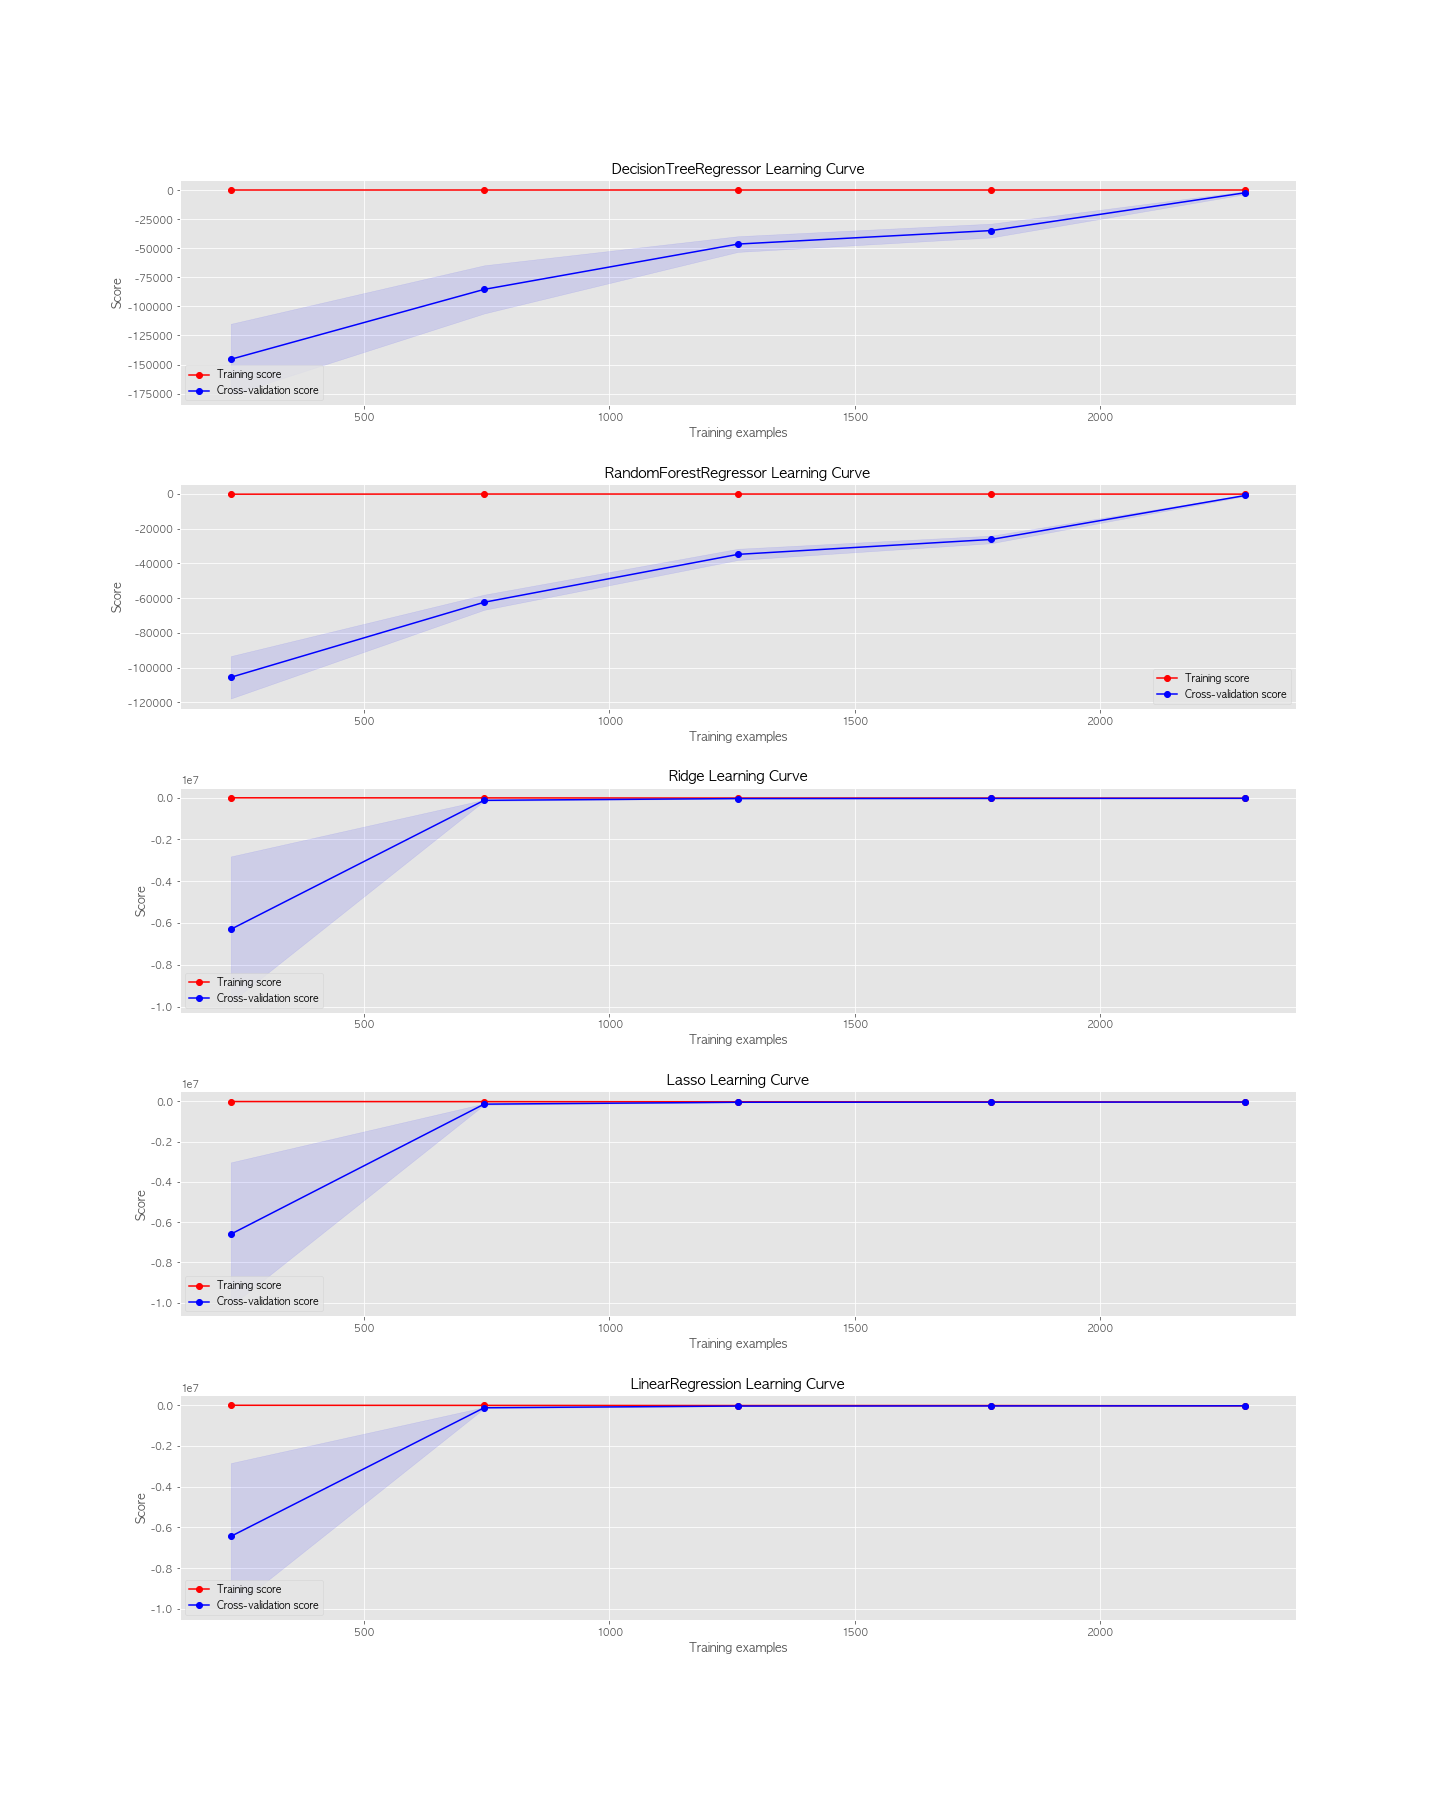 DecisionTreeRegressor Learning Curve
0
-25000
-50000
-75000
-100000
-125000
-150000
-175000
Score
Training score
Cross-validation score
500 1000 1500 2000
Training examples
RandomForestRegressor Learning Curve
0
-20000
-40000
-60000
-80000
-100000
-120000
Score
Training score
Cross-validation score
500 1000 1500 2000
Training examples
Ridge Learning Curve
1e7
0.0
-0.2
-0.4
-0.6
-0.8
-1.0
Score
Training score
Cross-validation score
500 1000 1500 2000
Training examples
Lasso Learning Curve
1e7
0.0
-0.2
-0.4
-0.6
-0.8
-1.0
Score
Training score
Cross-validation score
500 1000 1500 2000
Training examples
LinearRegression Learning Curve
1e7
0.0
-0.2
-0.4
-0.6
-0.8
-1.0
Score
Training score
Cross-validation score
500 1000 1500 2000
Training examples